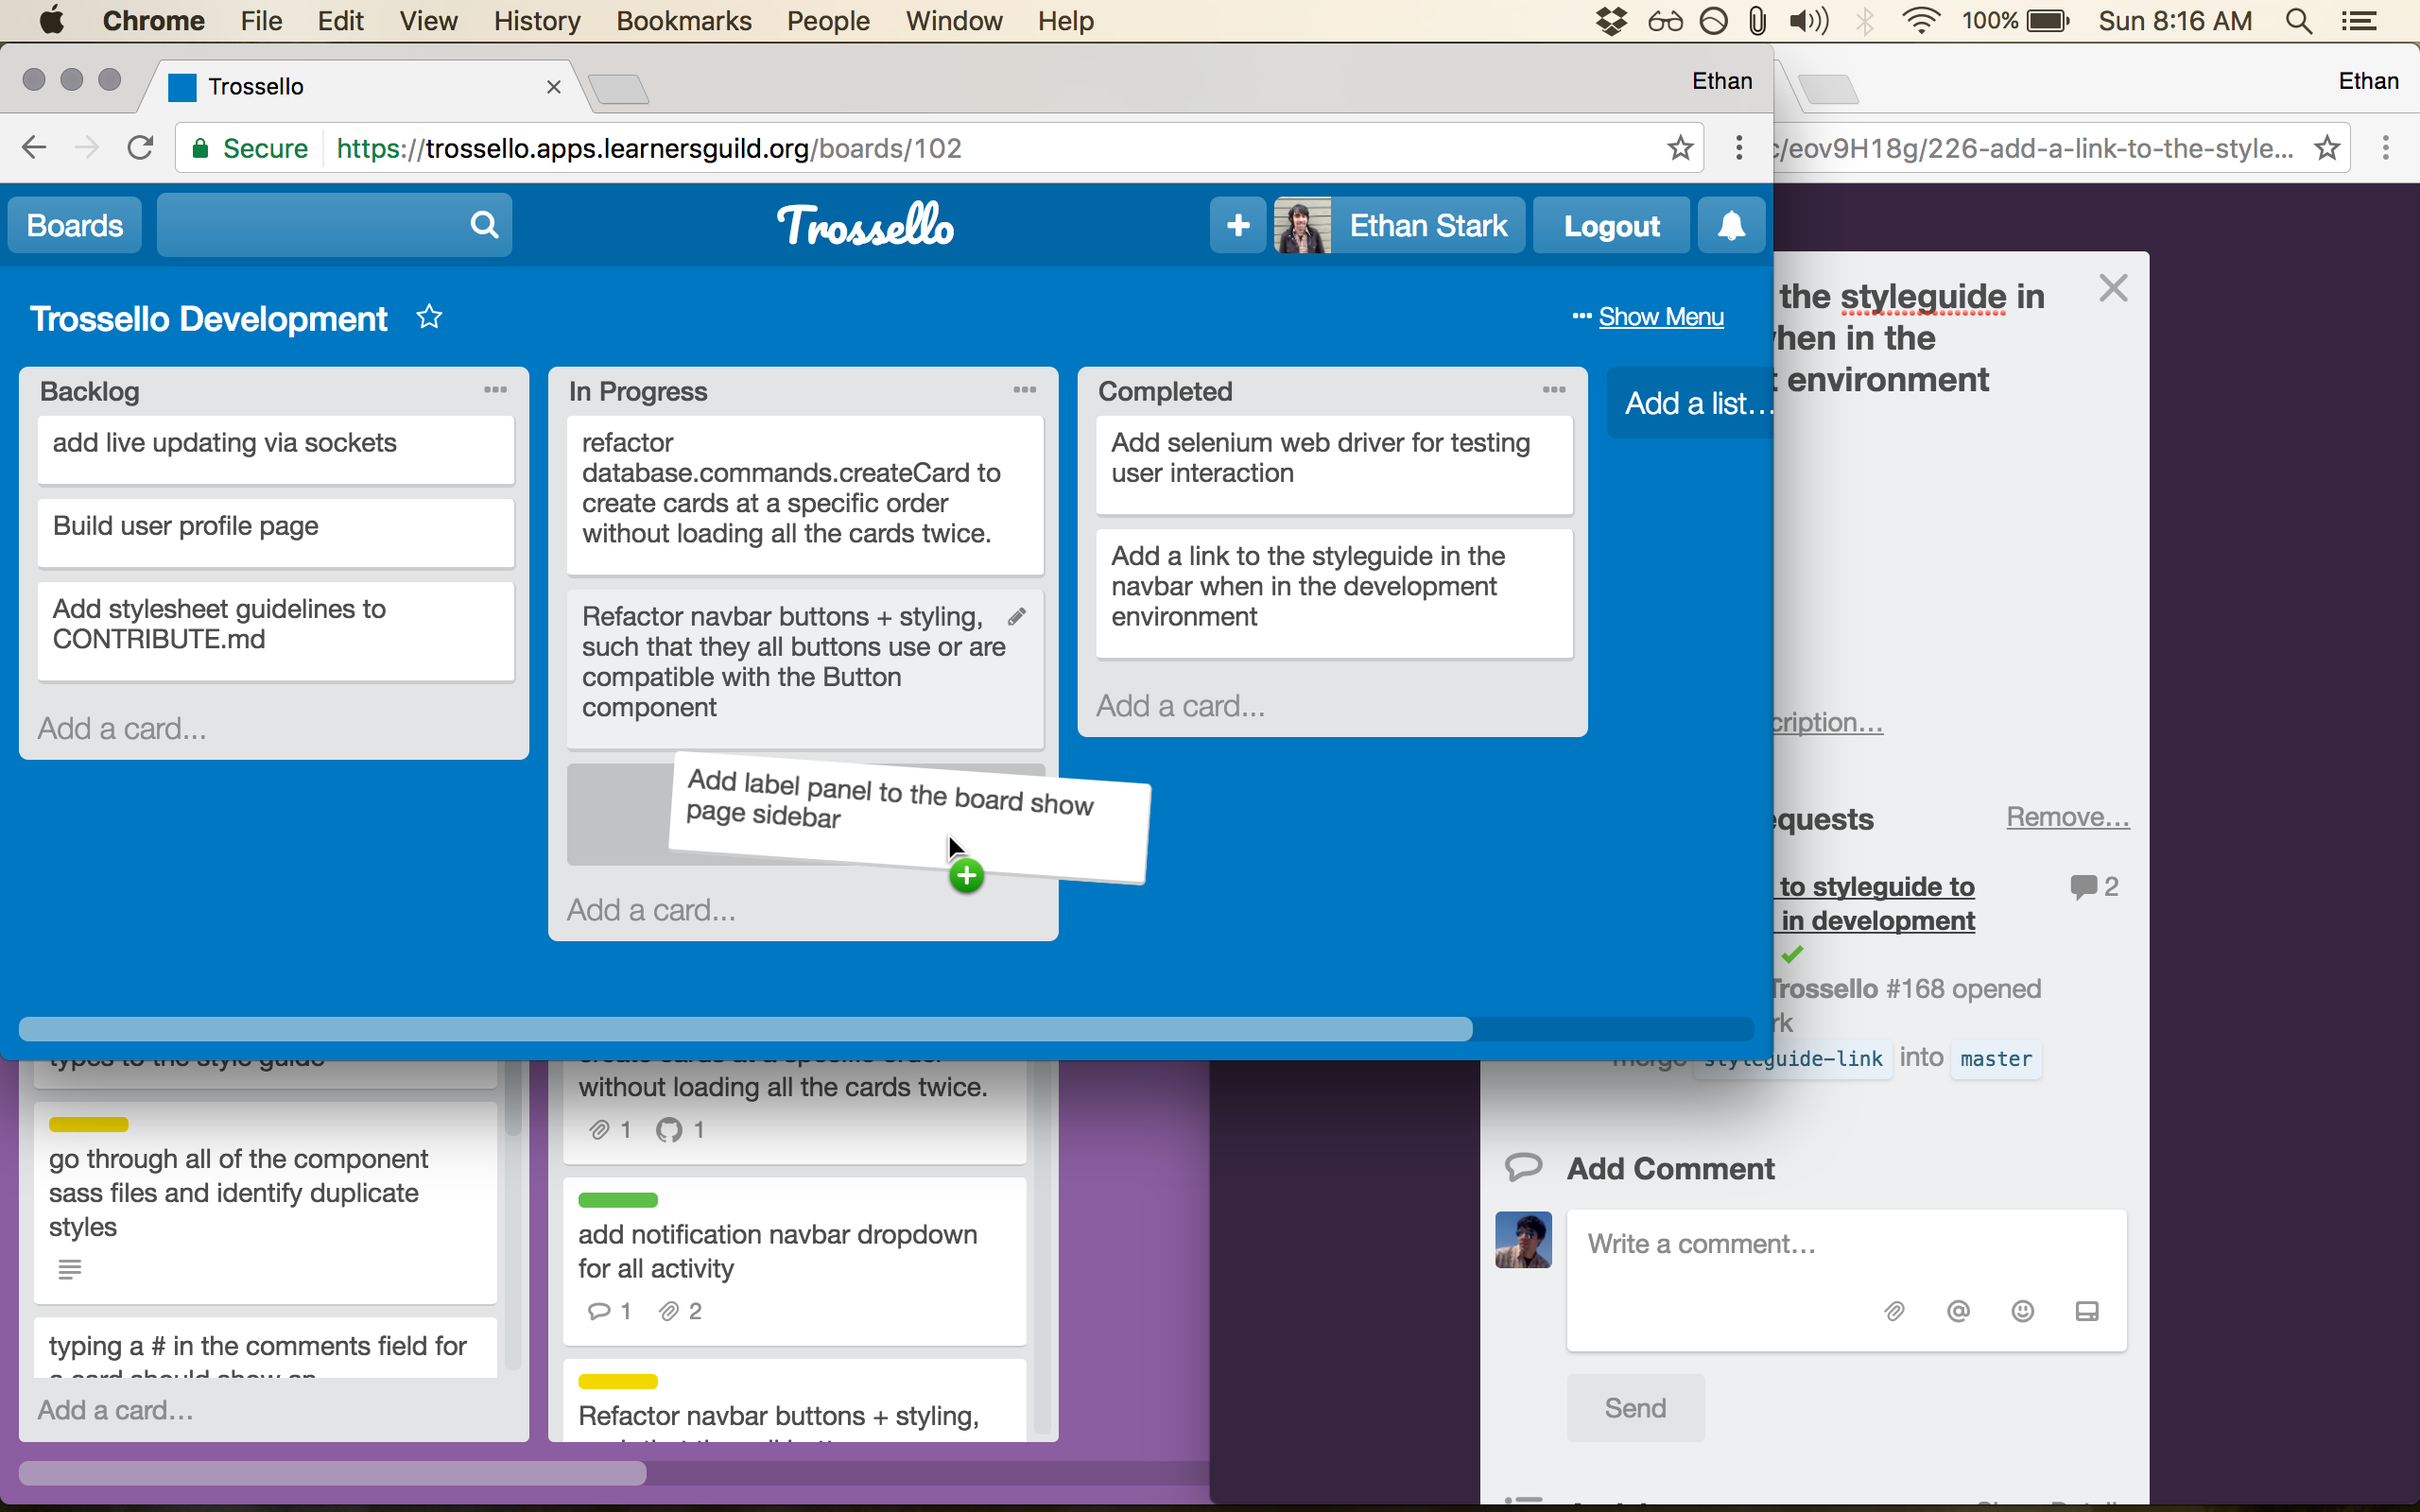 Chrome File Edit View History Bookmarks People Window Help 100% Sun 8:16 AM
Trossello
Ethan
Ethan
Secure https://trossello.apps.learnersguild.org/boards/102
/eov9H18g/226-add-a-link-to-the-style...
Boards
Trossello
Ethan Stark
Logout
Trossello Development
Show Menu
Backlog
add live updating via sockets
Build user profile page
Add stylesheet guidelines to
CONTRIBUTE.md
Add a card...
In Progress
refactor
database.commands.createCard to
create cards at a specific order
without loading all the cards twice.
Refactor navbar buttons + styling,
such that they all buttons use or are
compatible with the Button
component
Add label panel to the board show
page sidebar
Add a card...
Completed
Add selenium web driver for testing
user interaction
Add a link to the styleguide in the
navbar when in the development
environment
Add a card...
Add a list...
the styleguide in
hen in the
environment
cription...
quests
Remove...
to styleguide to
in development
2
Trossello #168 opened
rk
merge styleguide-link into master
Add Comment
Write a comment...
Send
types to the style guide
go through all of the component
sass files and identify duplicate
styles
typing a # in the comments field for
Add a card...
create cards at a specific order
without loading all the cards twice.
1 1
add notification navbar dropdown
for all activity
1 2
Refactor navbar buttons + styling,